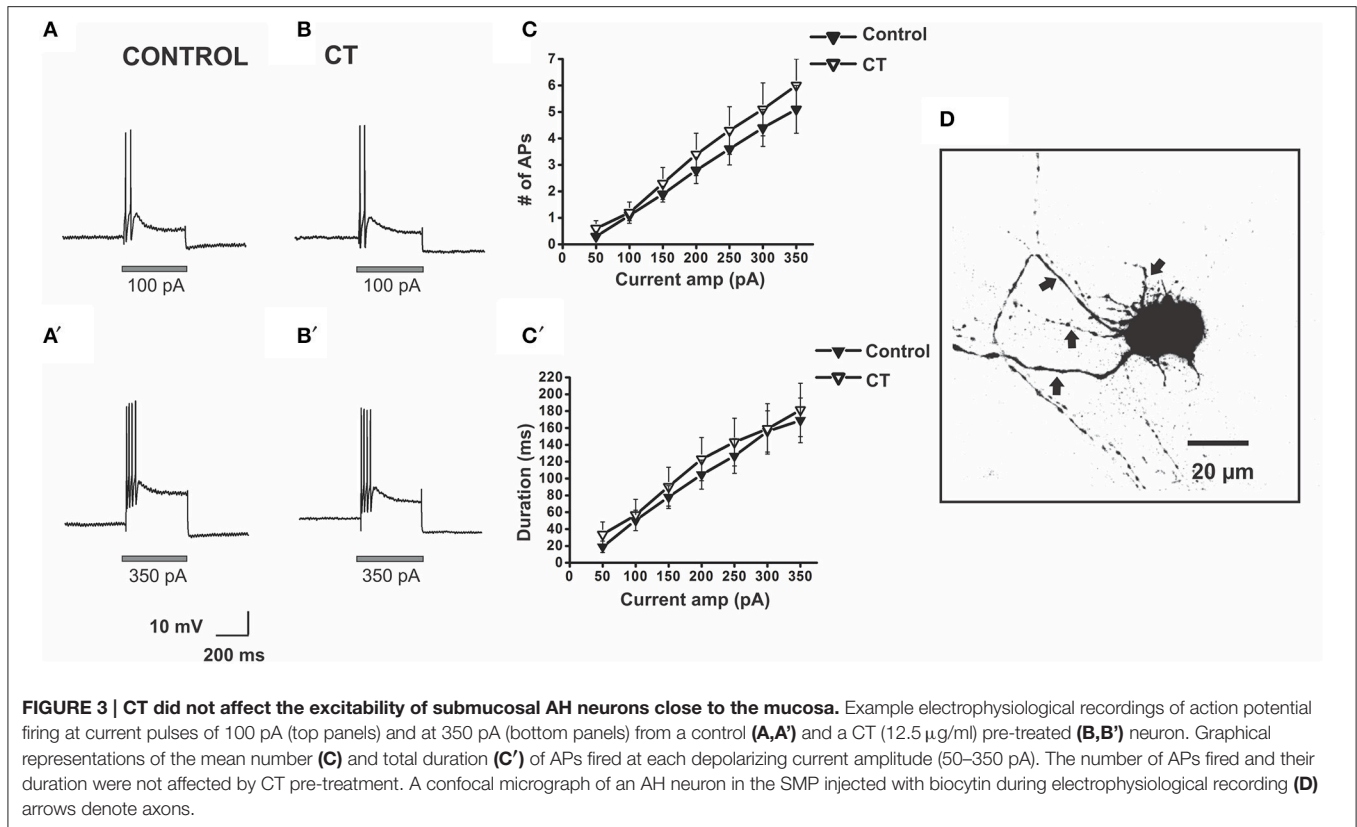 A
B
C
CONTROL
CT
Control
CT
7
6
5
4
3
2
1
0
# of APs
0 50 100 150 200 250 300 350
Current amp (pA)
100 pA
100 pA
D
20 µm
A′
B′
C′
Control
CT
220
200
180
160
140
120
100
80
60
40
20
0
Duration (ms)
0 50 100 150 200 250 300 350
Current amp (pA)
350 pA
350 pA
10 mV
200 ms
FIGURE 3 | CT did not affect the excitability of submucosal AH neurons close to the mucosa. Example electrophysiological recordings of action potential
firing at current pulses of 100 pA (top panels) and at 350 pA (bottom panels) from a control (A,A’) and a CT (12.5 µg/ml) pre-treated (B,B’) neuron. Graphical
representations of the mean number (C) and total duration (C′) of APs fired at each depolarizing current amplitude (50–350 pA). The number of APs fired and their
duration were not affected by CT pre-treatment. A confocal micrograph of an AH neuron in the SMP injected with biocytin during electrophysiological recording (D)
arrows denote axons.